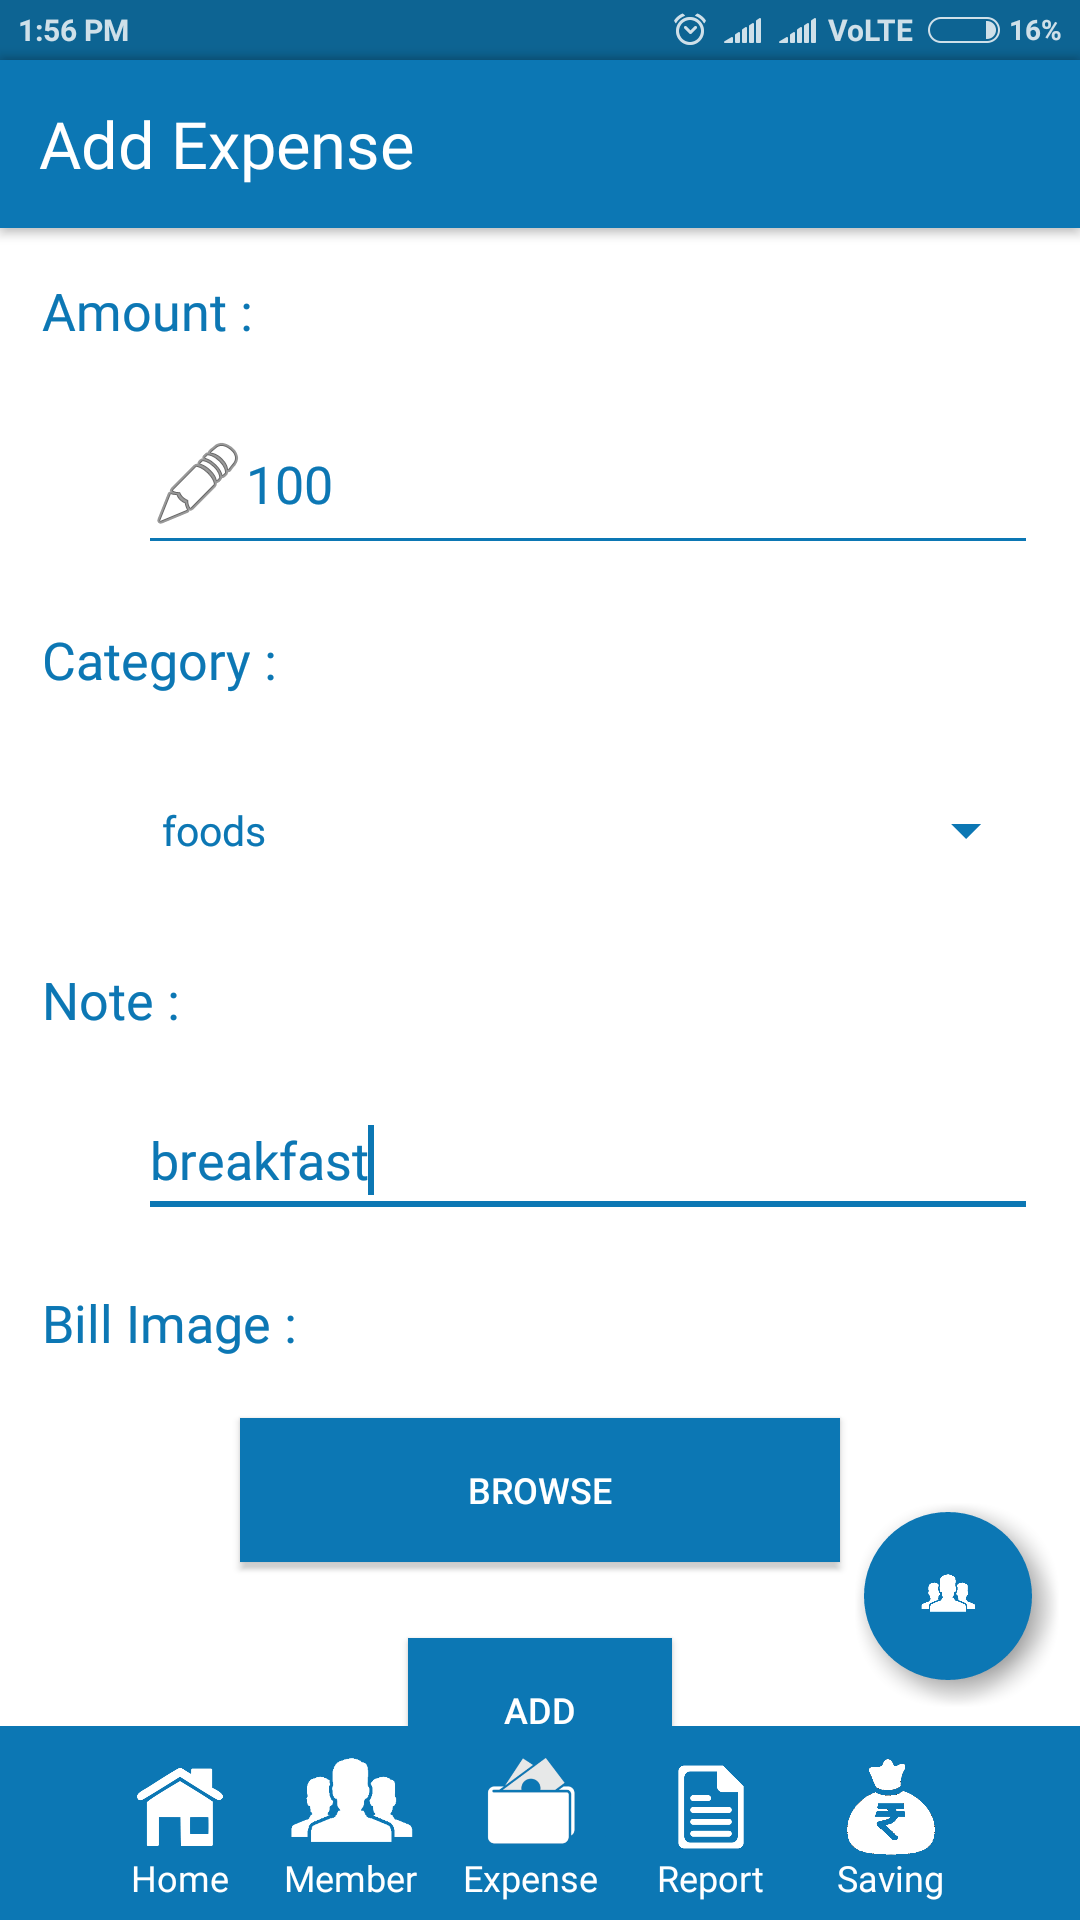 1:56 PM VoLTE 16%
Add Expense
Amount :
100
Category :
foods
Note :
breakfast
Bill Image :
BROWSE
ADD
₹
Home Member Expense Report Saving